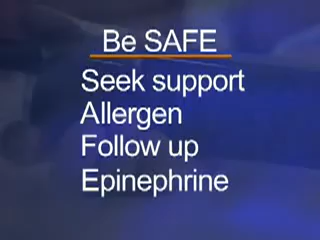 Be SAFE
Seek support
Allergen
Follow up
Epinephrine